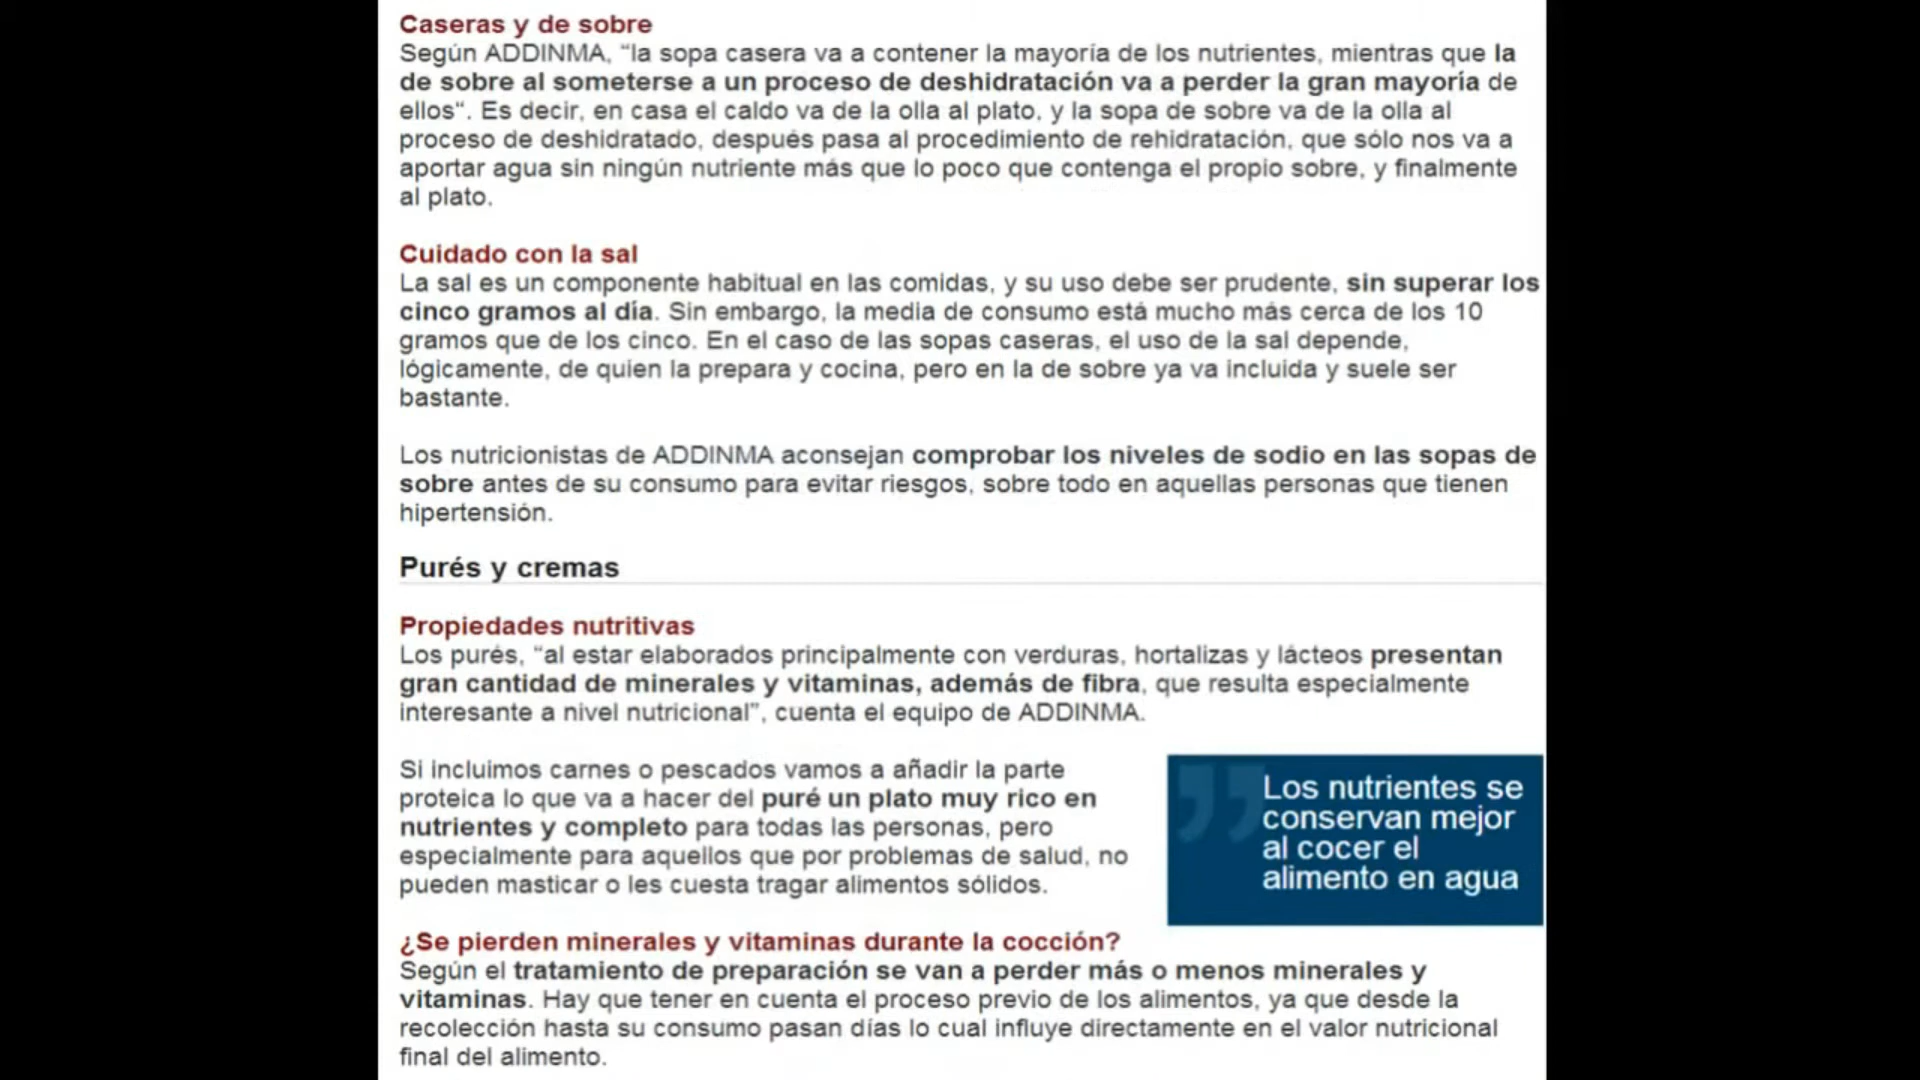 Caseras y de sobre
Según ADDINMA, “la sopa casera va a contener la mayoría de los nutrientes, mientras que la
de sobre al someterse a un proceso de deshidratación va a perder la gran mayoría de
ellos“. Es decir, en casa el caldo va de la olla al plato, y la sopa de sobre va de la olla al
proceso de deshidratado, después pasa al procedimiento de rehidratación, que sólo nos va a
aportar agua sin ningún nutriente más que lo poco que contenga el propio sobre, y finalmente
al plato.
Cuidado con la sal
La sal es un componente habitual en las comidas, y su uso debe ser prudente, sin superar los
cinco gramos al día. Sin embargo, la media de consumo está mucho más cerca de los 10
gramos que de los cinco. En el caso de las sopas caseras, el uso de la sal depende,
lógicamente, de quien la prepara y cocina, pero en la de sobre ya va incluida y suele ser
bastante.
Los nutricionistas de ADDINMA aconsejan comprobar los niveles de sodio en las sopas de
sobre antes de su consumo para evitar riesgos, sobre todo en aquellas personas que tienen
hipertensión.
Purés y cremas
Propiedades nutritivas
Los purés, “al estar elaborados principalmente con verduras, hortalizas y lácteos presentan
gran cantidad de minerales y vitaminas, además de fibra, que resulta especialmente
interesante a nivel nutricional”, cuenta el equipo de ADDINMA.
Si incluimos carnes o pescados vamos a añadir la parte
proteica lo que va a hacer del puré un plato muy rico en
nutrientes y completo para todas las personas, pero
especialmente para aquellos que por problemas de salud, no
pueden masticar o les cuesta tragar alimentos sólidos.
Los nutrientes se
conservan mejor
al cocer el
alimento en agua
¿Se pierden minerales y vitaminas durante la cocción?
Según el tratamiento de preparación se van a perder más o menos minerales y
vitaminas. Hay que tener en cuenta el proceso previo de los alimentos, ya que desde la
recolección hasta su consumo pasan días lo cual influye directamente en el valor nutricional
final del alimento.